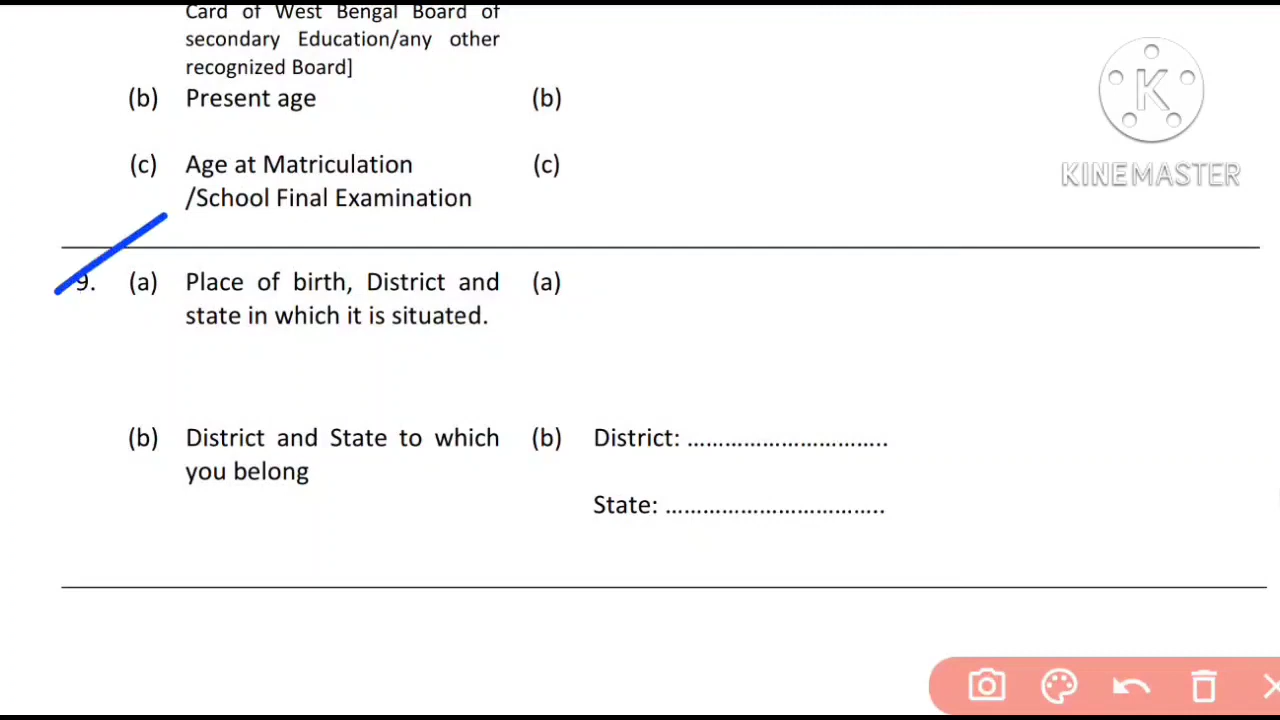 Card of West Bengal Board of
secondary Education/any other
recognized Board]
(b) Present age (b)
(c) Age at Matriculation (c)
/School Final Examination
9. (a) Place of birth, District and (a)
state in which it is situated.
(b) District and State to which (b) District: ................................
you belong
State: ...................................
KINEMASTER